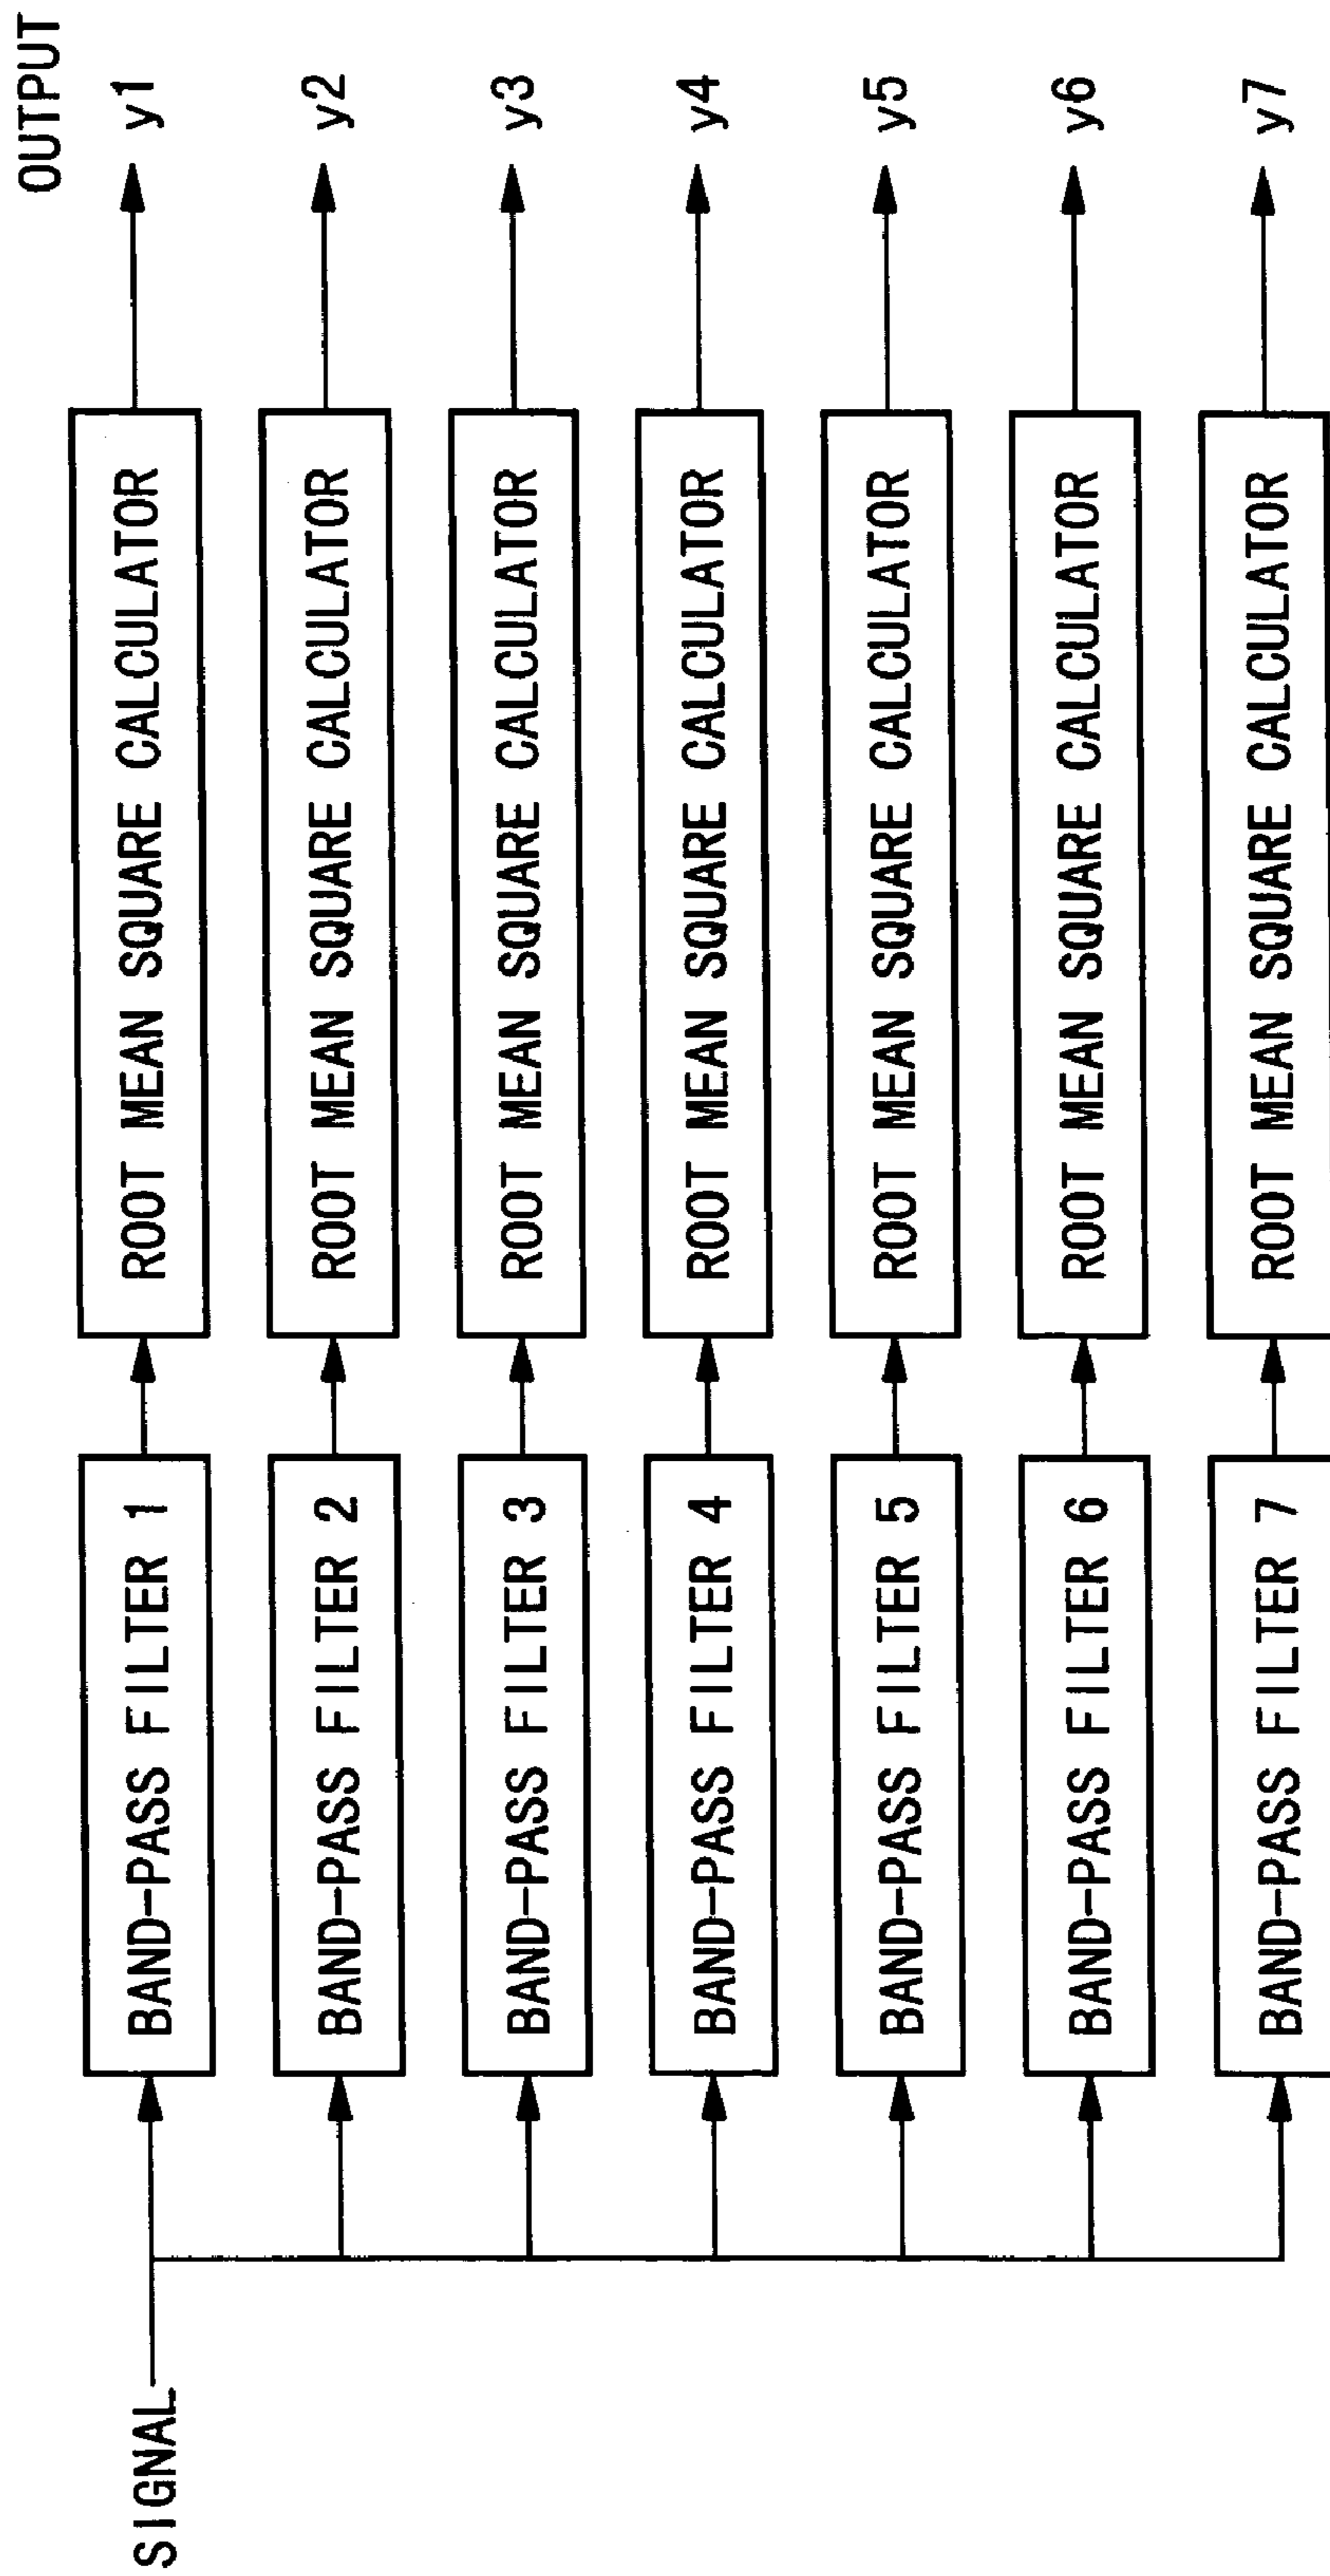 OUTPUT
SIGNAL
BAND-PASS FILTER 1
ROOT MEAN SQUARE CALCULATOR
y1
BAND-PASS FILTER 2
ROOT MEAN SQUARE CALCULATOR
y2
BAND-PASS FILTER 3
ROOT MEAN SQUARE CALCULATOR
y3
BAND-PASS FILTER 4
ROOT MEAN SQUARE CALCULATOR
y4
BAND-PASS FILTER 5
ROOT MEAN SQUARE CALCULATOR
y5
BAND-PASS FILTER 6
ROOT MEAN SQUARE CALCULATOR
y6
BAND-PASS FILTER 7
ROOT MEAN SQUARE CALCULATOR
y7